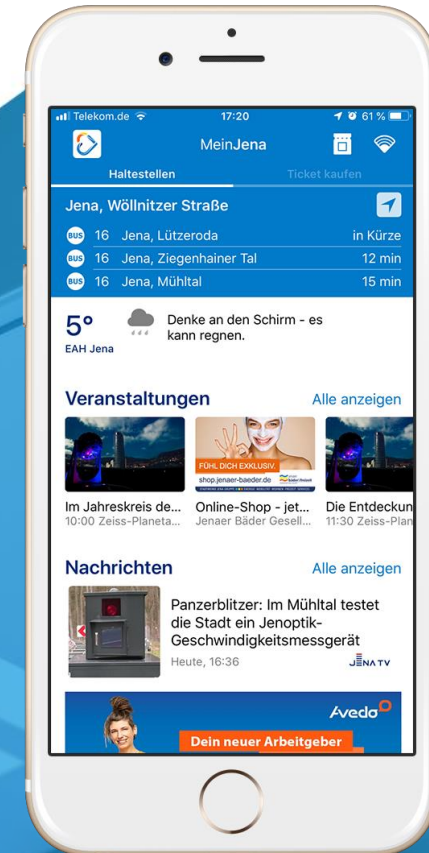 Telekom.de 17:20 61 %
MeinJena
Haltestellen Ticket kaufen
Jena, Wöllnitzer Straße
BUS 16 Jena, Lützeroda in Kürze
BUS 16 Jena, Ziegenhainer Tal 12 min
BUS 16 Jena, Mühltal 15 min
5° Denke an den Schirm - es
kann regnen.
EAH Jena
Veranstaltungen Alle anzeigen
FÜHL DICH EXKLUSIV.
shop.jenaer-baeder.de
Im Jahreskreis de...
10:00 Zeiss-Planeta...
Online-Shop - jet...
Jenaer Bäder Gesell...
Die Entdeckun
11:30 Zeiss-Plan
Nachrichten Alle anzeigen
Panzerblitzer: Im Mühltal testet
die Stadt ein Jenoptik-
Geschwindigkeitsmessgerät
Heute, 16:36 JENA TV
Avedo
Dein neuer Arbeitgeber